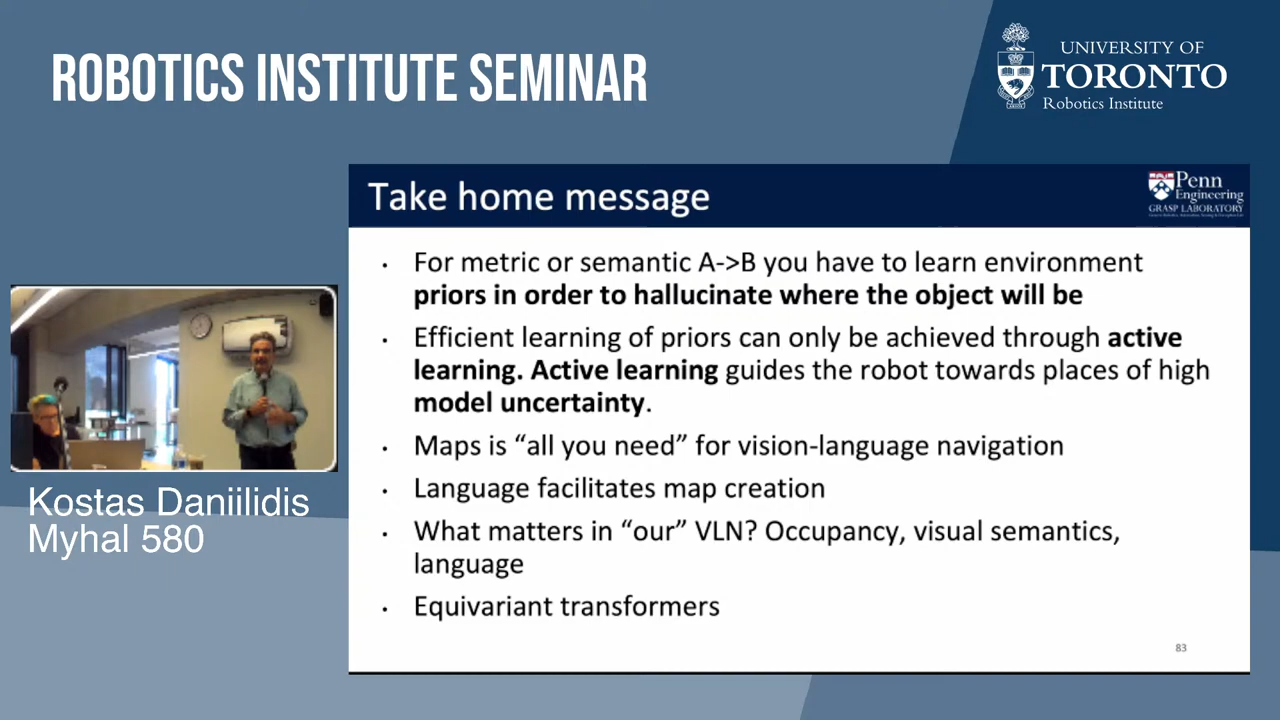 ROBOTICS INSTITUTE SEMINAR
UNIVERSITY OF
TORONTO
Robotics Institute
Take home message
Penn
Engineering
GRASP LABORATORY
• For metric or semantic A->B you have to learn environment
priors in order to hallucinate where the object will be
• Efficient learning of priors can only be achieved through active
learning. Active learning guides the robot towards places of high
model uncertainty.
• Maps is “all you need” for vision-language navigation
• Language facilitates map creation
• What matters in “our” VLN? Occupancy, visual semantics,
language
• Equivariant transformers
83
Kostas Daniilidis
Myhal 580